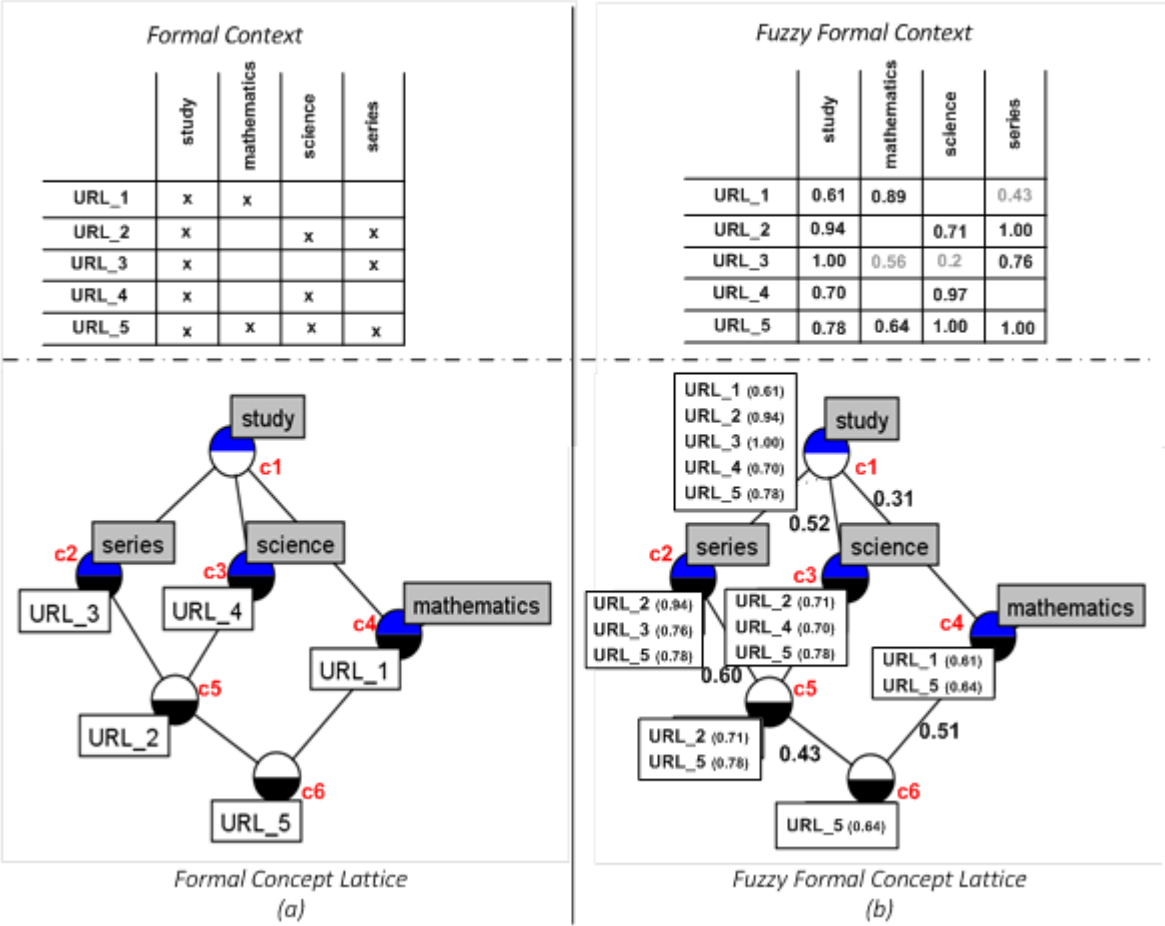 Formal Context
study mathematics science series
URL_1 x x
URL_2 x x x
URL_3 x x
URL_4 x x
URL_5 x x x x
study
c1
series
science
c2
c3
mathematics
URL_3
URL_4
c4
URL_1
c5
URL_2
c6
URL_5
Formal Concept Lattice
(a)
Fuzzy Formal Context
study mathematics science series
URL_1 0.61 0.89 0.43
URL_2 0.94 0.71 1.00
URL_3 1.00 0.56 0.2 0.76
URL_4 0.70 0.97
URL_5 0.78 0.64 1.00 1.00
URL_1 (0.61)
URL_2 (0.94)
URL_3 (1.00)
URL_4 (0.70)
URL_5 (0.78)
study
c1
0.31
0.52
series
science
c2
c3
mathematics
URL_2 (0.94)
URL_3 (0.76)
URL_5 (0.78)
URL_2 (0.71)
URL_4 (0.70)
URL_5 (0.78)
c4
URL_1 (0.61)
URL_5 (0.64)
0.60
c5
URL_2 (0.71)
URL_5 (0.78)
0.43
0.51
c6
URL_5 (0.64)
Fuzzy Formal Concept Lattice
(b)